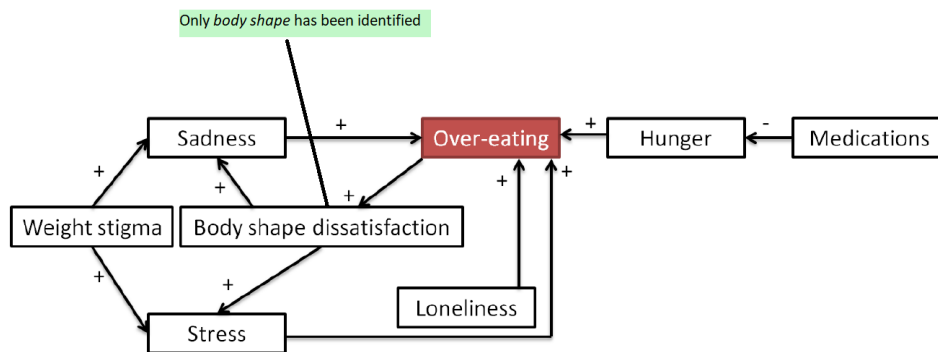 Only body shape has been identified
+
-
+
+
Sadness
Over-eating
Hunger
Medications
+
+
+
+
+
Weight stigma
Body shape dissatisfaction
+
+
Loneliness
Stress